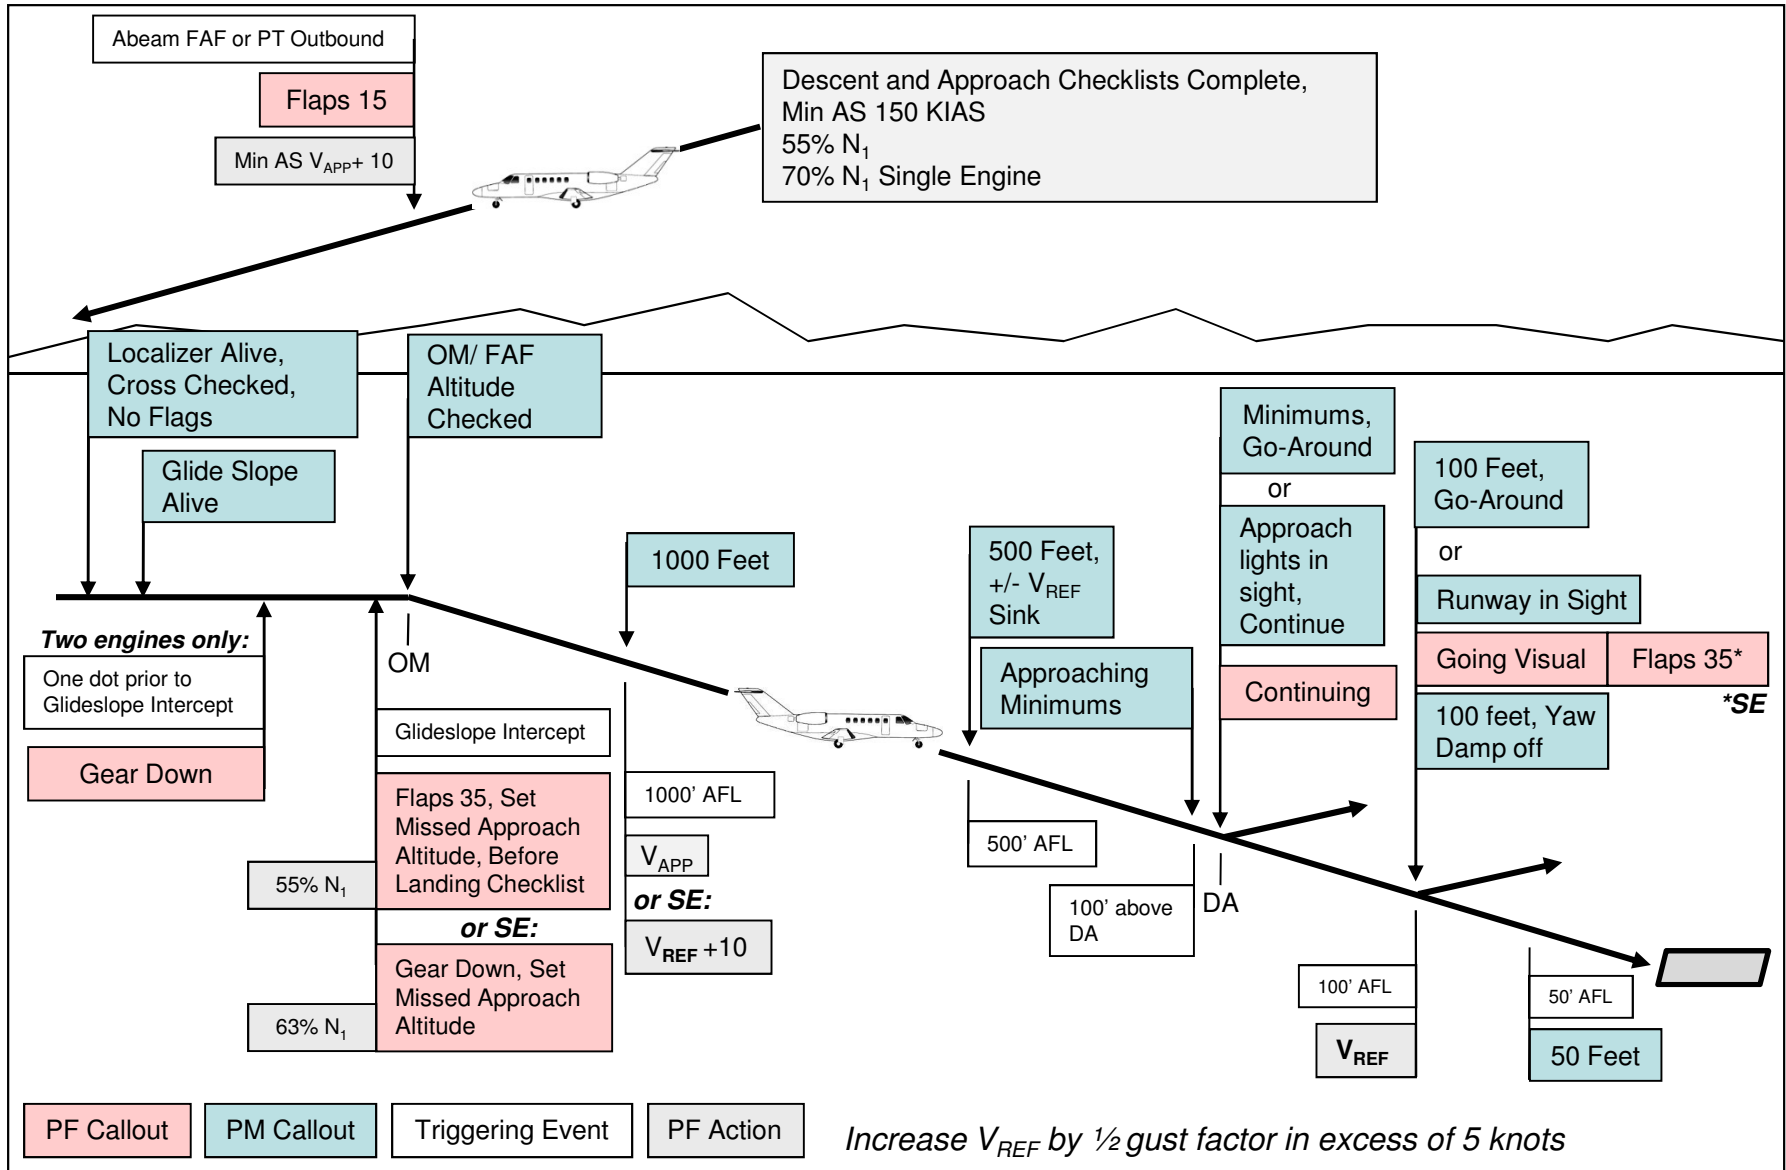 Abeam FAF or PT Outbound
Flaps 15
Min AS VAPP+ 10
Descent and Approach Checklists Complete,
Min AS 150 KIAS
55% N1
70% N1 Single Engine
Localizer Alive,
Cross Checked,
No Flags
Glide Slope
Alive
OM/ FAF
Altitude
Checked
1000 Feet
500 Feet,
+/- VREF
Sink
Approaching
Minimums
Minimums,
Go-Around
or
Approach
lights in
sight,
Continue
Continuing
100 Feet,
Go-Around
or
Runway in Sight
Going Visual
Flaps 35*
*SE
100 feet, Yaw
Damp off
Two engines only:
One dot prior to
Glideslope Intercept
Gear Down
OM
Glideslope Intercept
Flaps 35, Set
Missed Approach
Altitude, Before
Landing Checklist
55% N1
or SE:
Gear Down, Set
Missed Approach
Altitude
63% N1
1000’ AFL
VAPP
or SE:
VREF +10
500’ AFL
100’ above
DA
DA
100’ AFL
VREF
50’ AFL
50 Feet
PF Callout
PM Callout
Triggering Event
PF Action
Increase VREF by ½ gust factor in excess of 5 knots